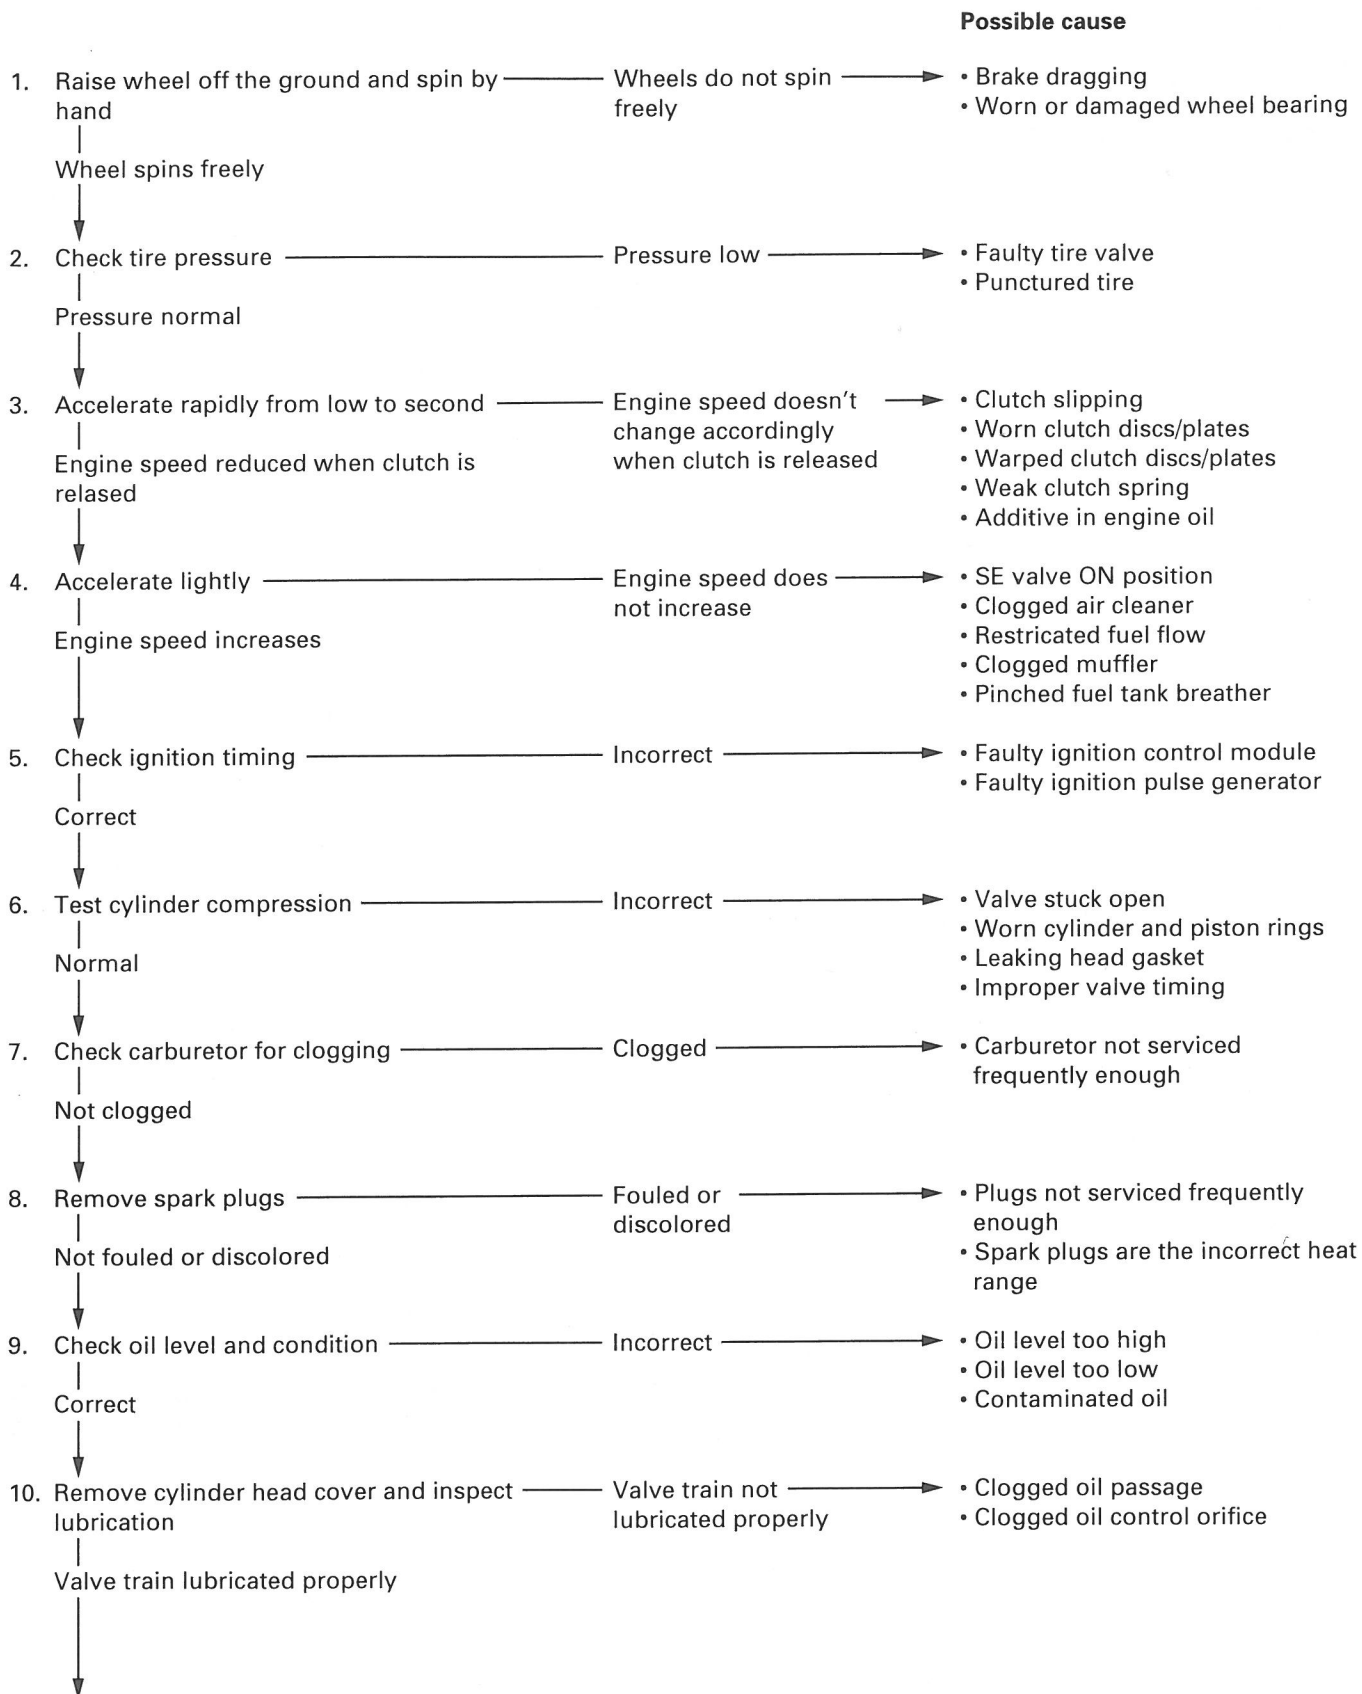 Possible cause
1. Raise wheel off the ground and spin by hand
Wheels do not spin freely
• Brake dragging
• Worn or damaged wheel bearing
Wheel spins freely
2. Check tire pressure
Pressure low
• Faulty tire valve
• Punctured tire
Pressure normal
3. Accelerate rapidly from low to second
Engine speed doesn't change accordingly when clutch is released
• Clutch slipping
• Worn clutch discs/plates
• Warped clutch discs/plates
• Weak clutch spring
• Additive in engine oil
Engine speed reduced when clutch is relased
4. Accelerate lightly
Engine speed does not increase
• SE valve ON position
• Clogged air cleaner
• Restricated fuel flow
• Clogged muffler
• Pinched fuel tank breather
Engine speed increases
5. Check ignition timing
Incorrect
• Faulty ignition control module
• Faulty ignition pulse generator
Correct
6. Test cylinder compression
Incorrect
• Valve stuck open
• Worn cylinder and piston rings
• Leaking head gasket
• Improper valve timing
Normal
7. Check carburetor for clogging
Clogged
• Carburetor not serviced frequently enough
Not clogged
8. Remove spark plugs
Fouled or discolored
• Plugs not serviced frequently enough
• Spark plugs are the incorrect heat range
Not fouled or discolored
9. Check oil level and condition
Incorrect
• Oil level too high
• Oil level too low
• Contaminated oil
Correct
10. Remove cylinder head cover and inspect lubrication
Valve train not lubricated properly
• Clogged oil passage
• Clogged oil control orifice
Valve train lubricated properly